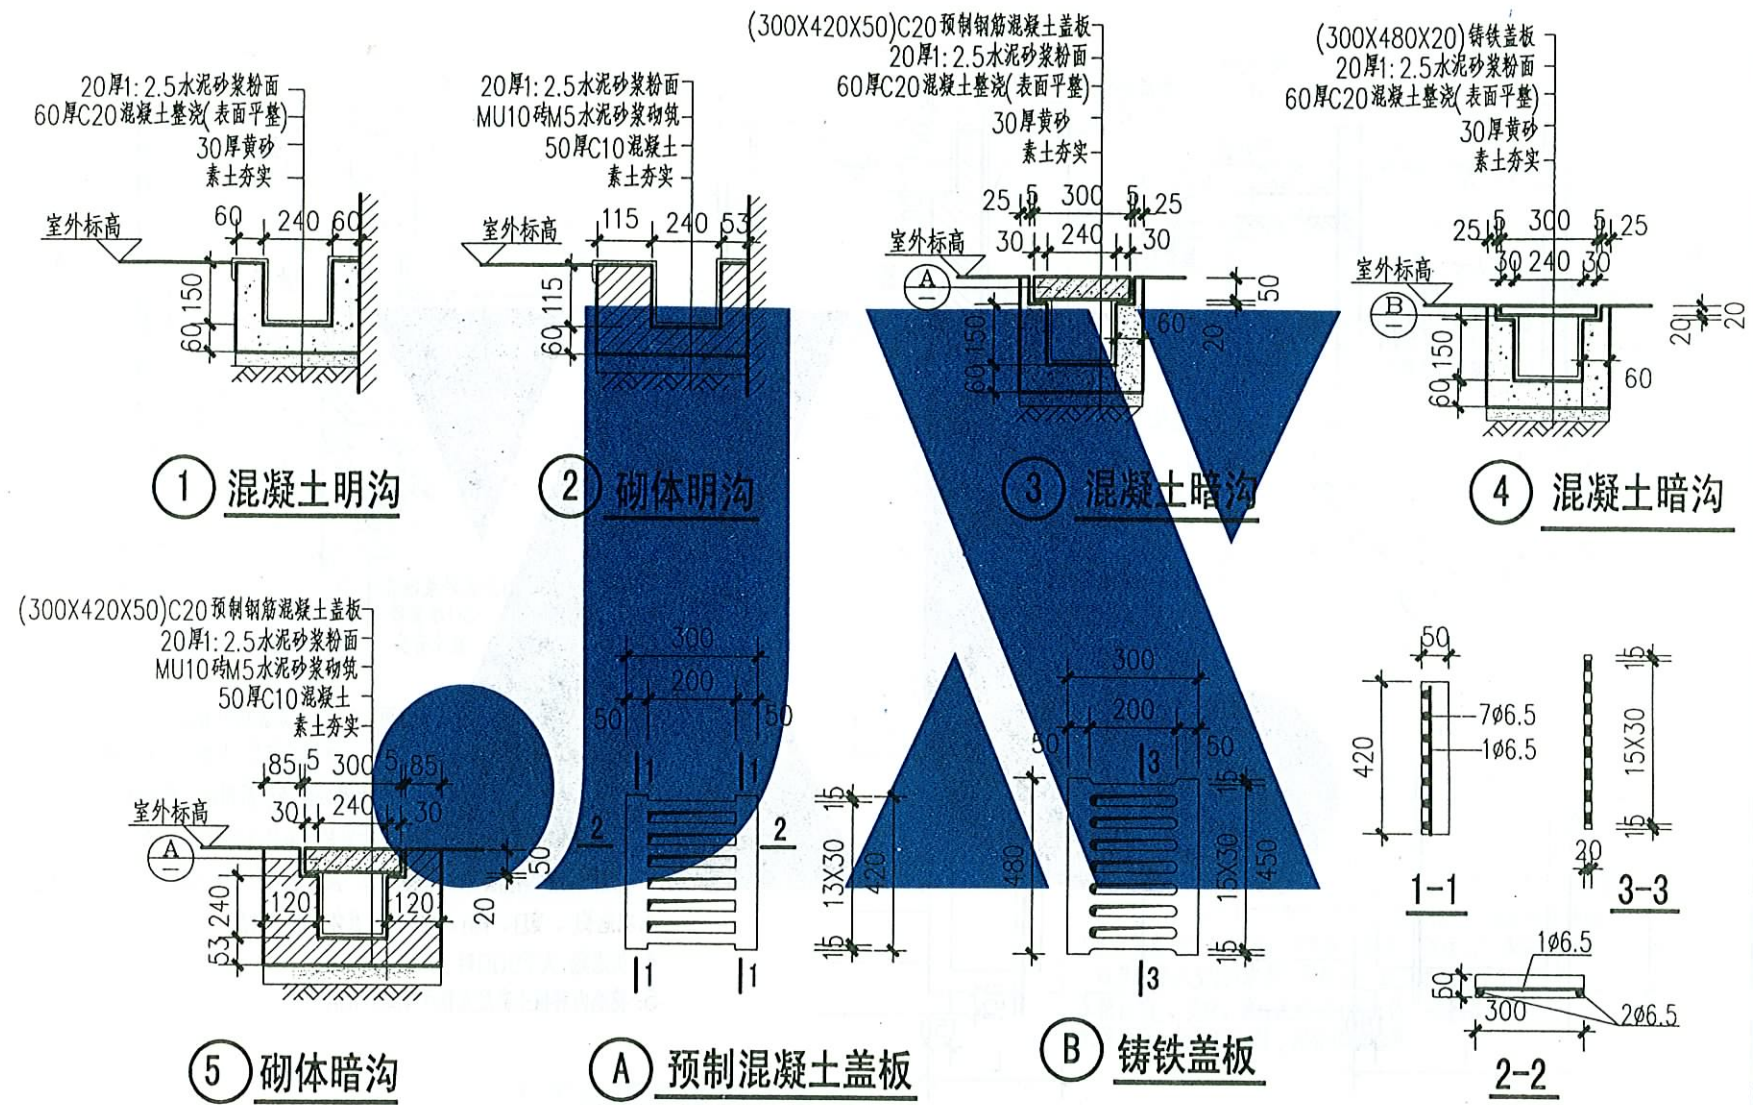 20厚1:2.5水泥砂浆粉面
60厚C20混凝土整浇(表面平整)
30厚黄砂
素土夯实
室外标高
60 240 60
150
60
① 混凝土明沟
20厚1:2.5水泥砂浆粉面
MU10砖M5水泥砂浆砌筑
50厚C10混凝土
素土夯实
室外标高
115 240 53
115
60
② 砌体明沟
(300X420X50)C20预制钢筋混凝土盖板
20厚1:2.5水泥砂浆粉面
60厚C20混凝土整浇(表面平整)
30厚黄砂
素土夯实
25 5 300 5 25
室外标高
30 240 30
A
50
20
150
60
60
③ 混凝土暗沟
(300X480X20)铸铁盖板
20厚1:2.5水泥砂浆粉面
60厚C20混凝土整浇(表面平整)
30厚黄砂
素土夯实
25 5 300 5 25
室外标高
30 240 30
B
20
20
150
60
60
④ 混凝土暗沟
(300X420X50)C20预制钢筋混凝土盖板
20厚1:2.5水泥砂浆粉面
MU10砖M5水泥砂浆砌筑
50厚C10混凝土
素土夯实
85 5 300 5 85
室外标高
30 240 30
A
50
20
240
120 120
53
⑤ 砌体暗沟
300
200
50 50
1 1
2 2
15
13X30
420
15
1 1
A 预制混凝土盖板
300
200
50 50
3
15
480
15X30
450
15
3
B 铸铁盖板
50
420
7ø6.5
1ø6.5
1-1
15
15X30
15
20
3-3
1ø6.5
50
300
2ø6.5
2-2
JX